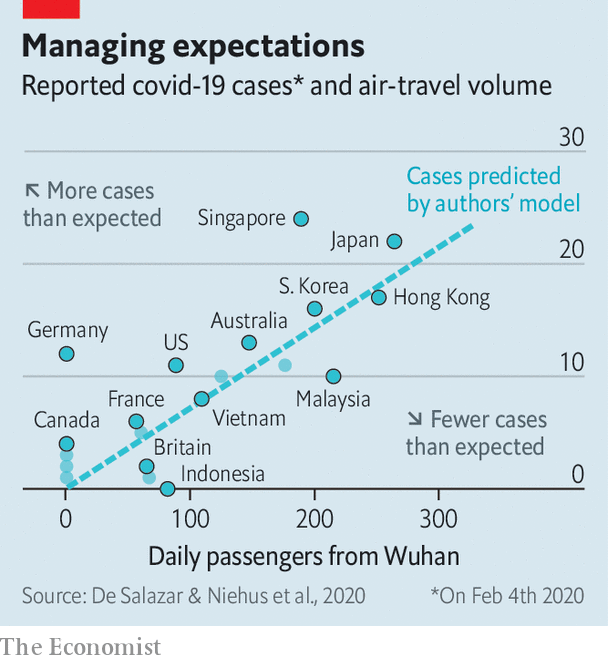 Managing expectations
Reported covid-19 cases* and air-travel volume
30
Cases predicted
by authors' model
↖ More cases
than expected
Singapore
Japan
20
S. Korea
Hong Kong
Australia
Germany
US
10
Malaysia
France
Canada
Vietnam
↘ Fewer cases
than expected
Britain
Indonesia
0
0
100
200
300
Daily passengers from Wuhan
Source: De Salazar & Niehus et al., 2020
*On Feb 4th 2020
The Economist